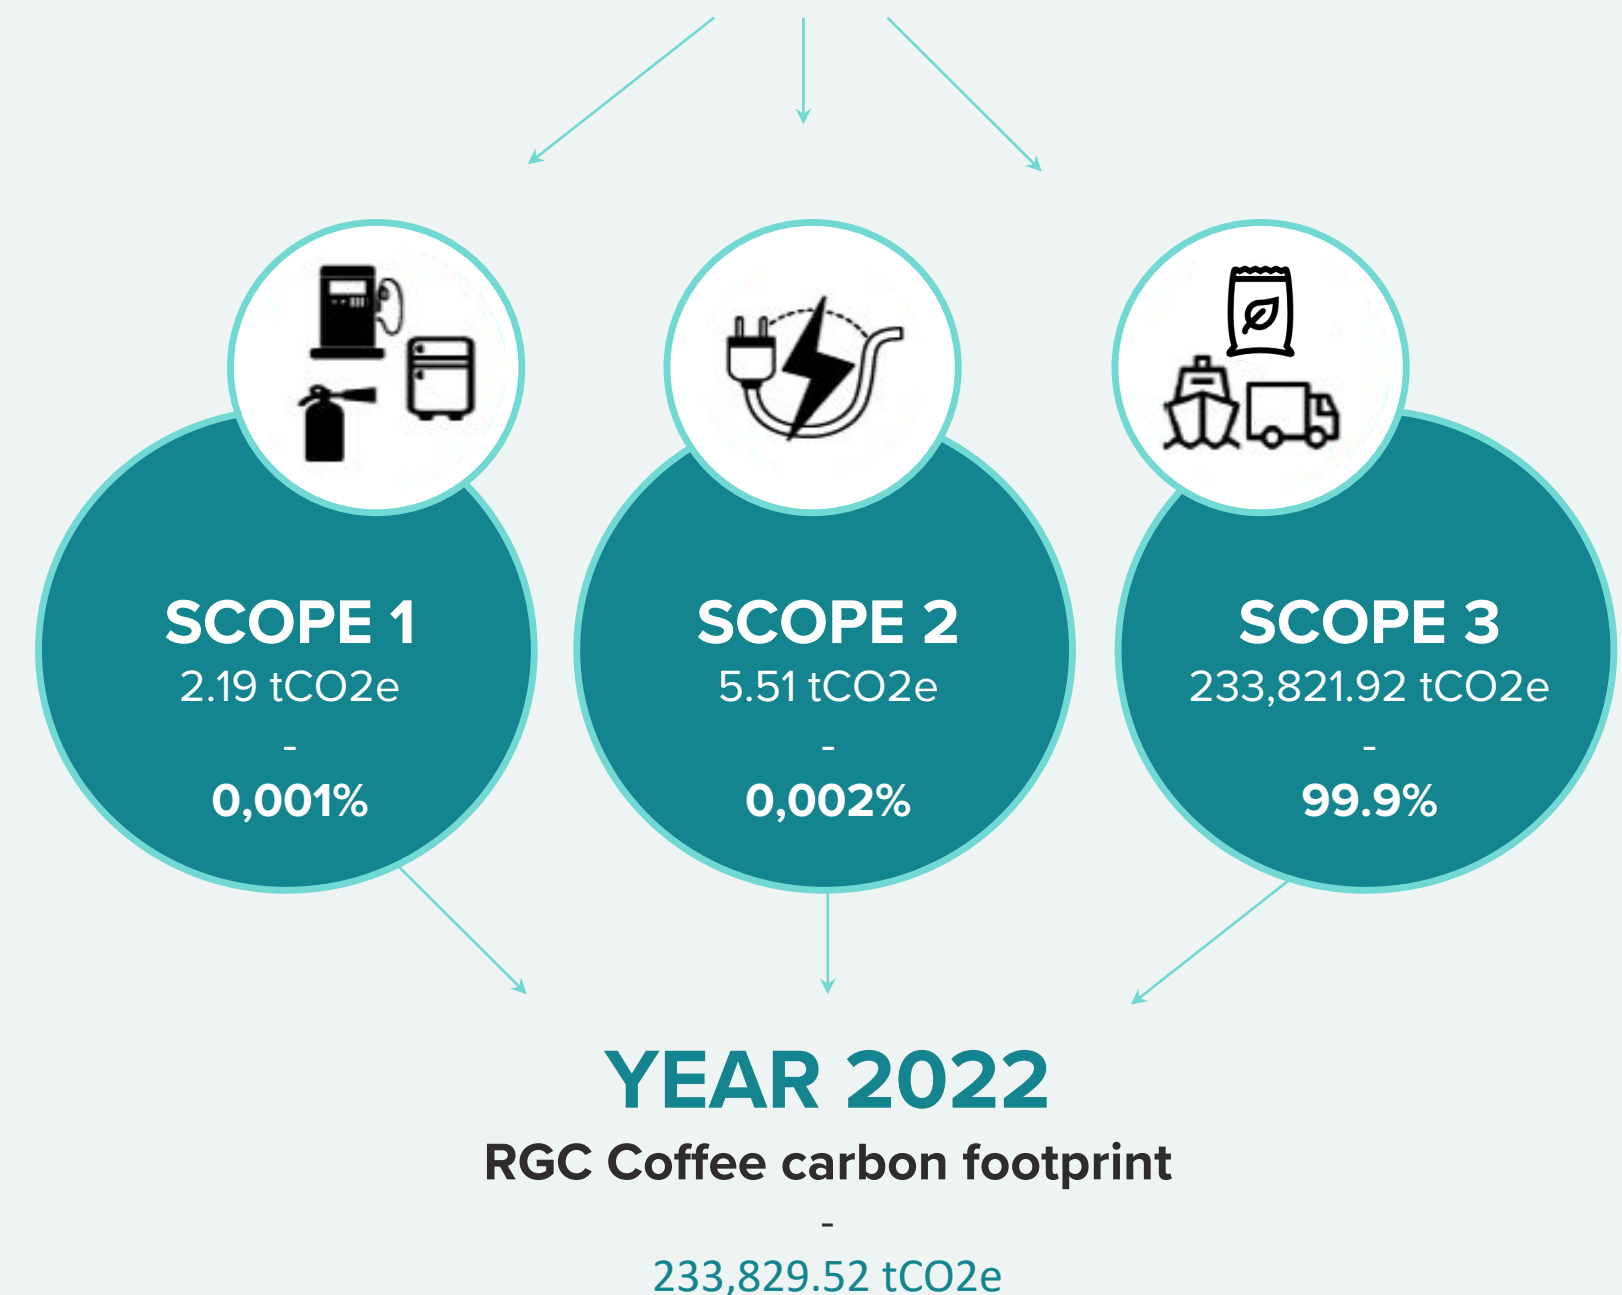 SCOPE 1
2.19 tCO2e
-
0,001%
SCOPE 2
5.51 tCO2e
-
0,002%
SCOPE 3
233,821.92 tCO2e
-
99.9%
YEAR 2022
RGC Coffee carbon footprint
-
233,829.52 tCO2e